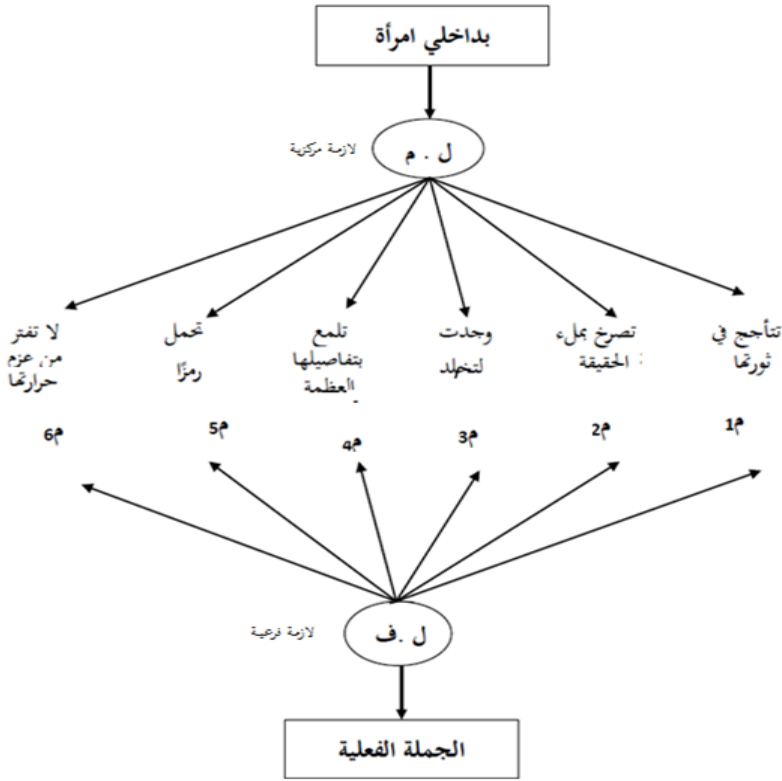 بداخلي امرأة
ل . م
لازمة مركزية
تتأجج في
ثورتها
تصرخ بملء
الحقيقة
وجدت
لتخلد
تلمع
بتفاصيلها
العظمة
تحمل
رمزًا
لا تفتر
من عزم
حرارتها
م1
م2
م3
م4
م5
م6
ل .ف
لازمة فرعية
الجملة الفعلية